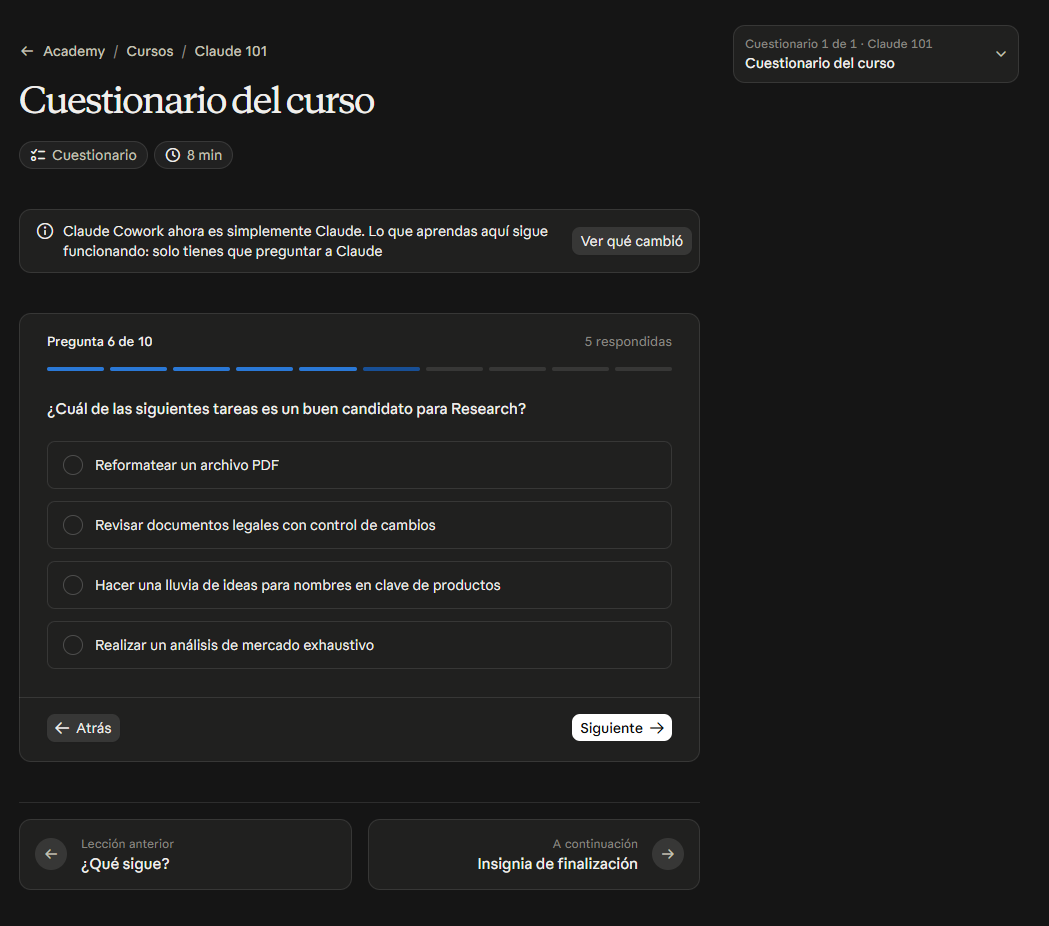 Academy / Cursos / Claude 101
Cuestionario 1 de 1 · Claude 101
Cuestionario del curso
Cuestionario del curso
Cuestionario
8 min
Claude Cowork ahora es simplemente Claude. Lo que aprendas aquí sigue
funcionando: solo tienes que preguntar a Claude
Ver qué cambió
Pregunta 6 de 10
5 respondidas
¿Cuál de las siguientes tareas es un buen candidato para Research?
Reformatear un archivo PDF
Revisar documentos legales con control de cambios
Hacer una lluvia de ideas para nombres en clave de productos
Realizar un análisis de mercado exhaustivo
Atrás
Siguiente
Lección anterior
¿Qué sigue?
A continuación
Insignia de finalización